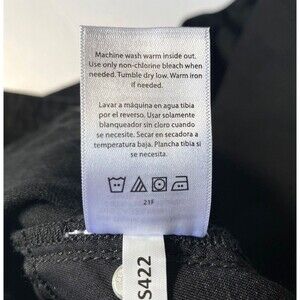 Machine wash warm inside out.
Use only non-chlorine bleach when
needed. Tumble dry low. Warm iron
if needed.
Lavar a máquina en agua tibia
por el reverso. Usar solamente
blanqueador sin cloro cuando
se necesite. Secar en secadora a
temperatura baja. Plancha tibia si
se necesite.
21F
S422